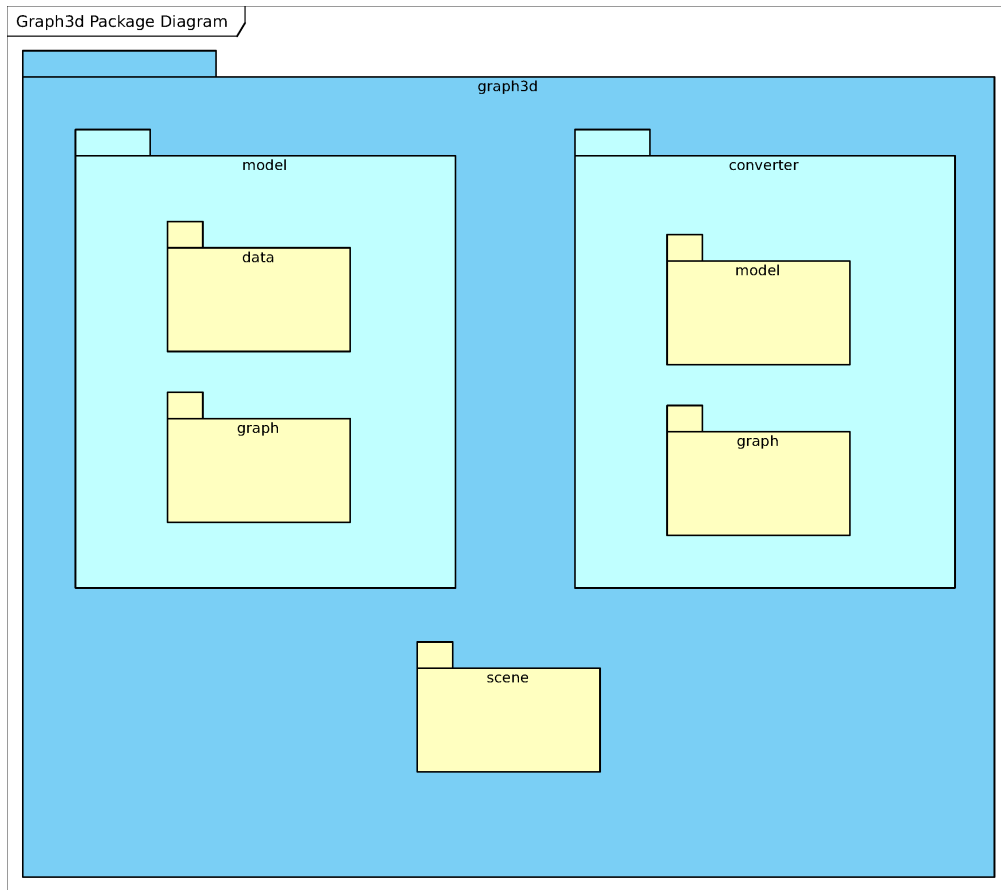 Graph3d Package Diagram
graph3d
model
data
graph
converter
model
graph
scene